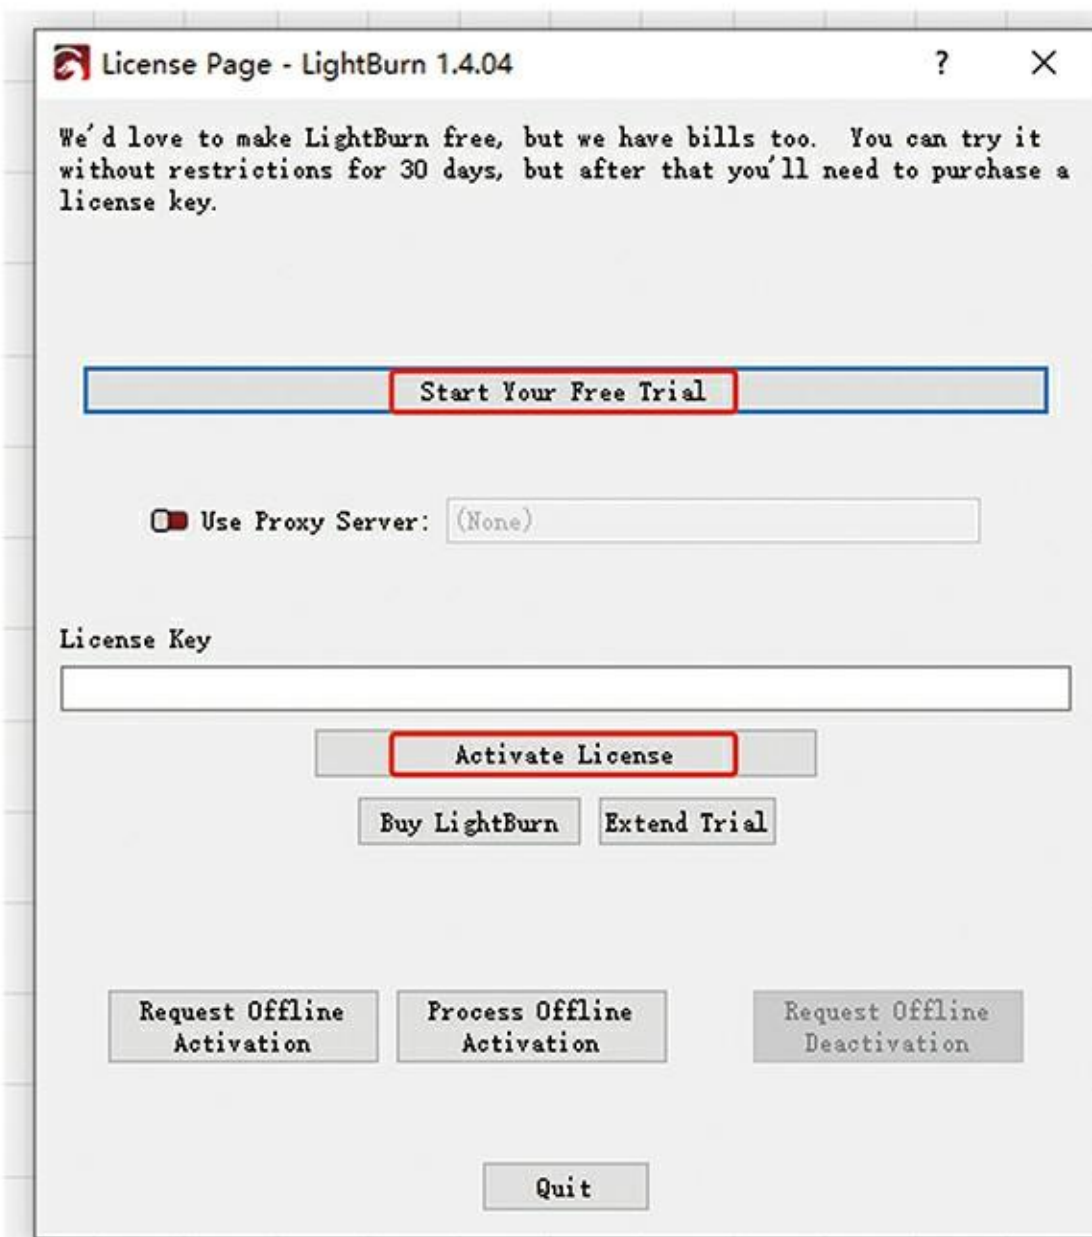 License Page - LightBurn 1.4.04
?
We'd love to make LightBurn free, but we have bills too.  You can try it
without restrictions for 30 days, but after that you'll need to purchase a
license key.
Start Your Free Trial
Use Proxy Server: (None)
License Key
Activate License
Buy LightBurn Extend Trial
Request Offline Activation
Process Offline Activation
Request Offline Deactivation
Quit